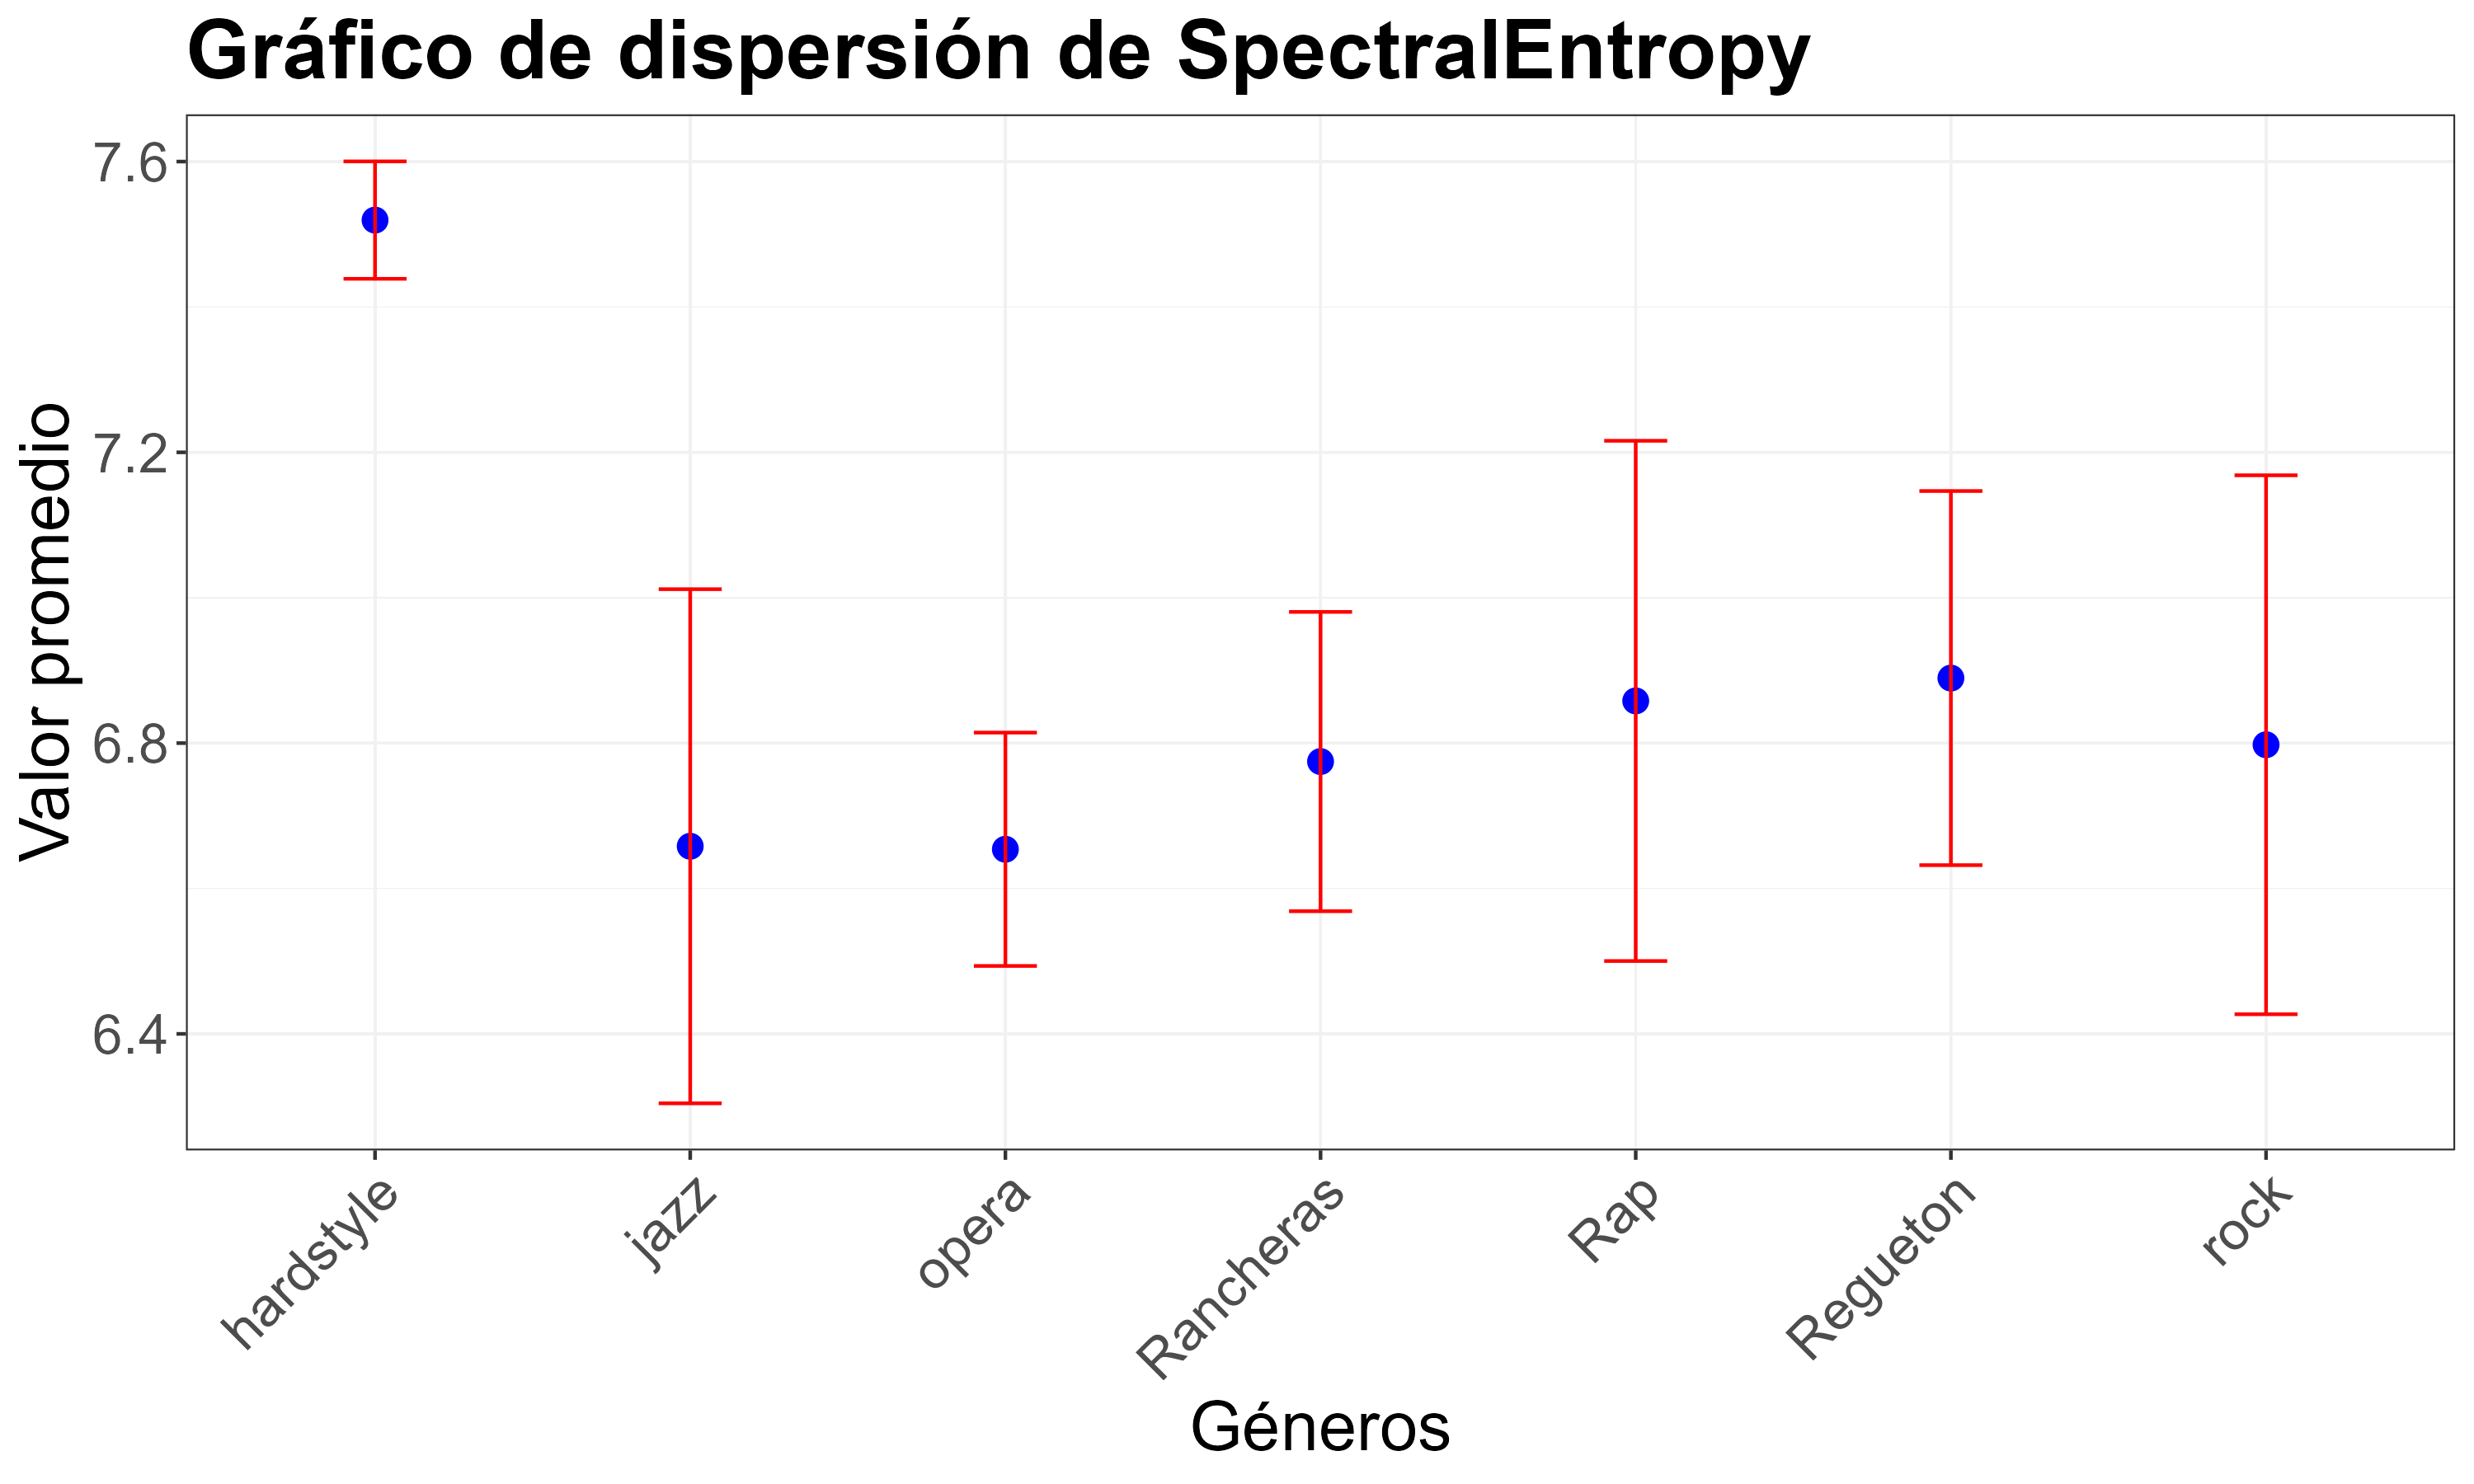 Gráfico de dispersión de SpectralEntropy
Valor promedio
7.6
7.2
6.8
6.4
hardstyle
jazz
opera
Rancheras
Rap
Regueton
rock
Géneros